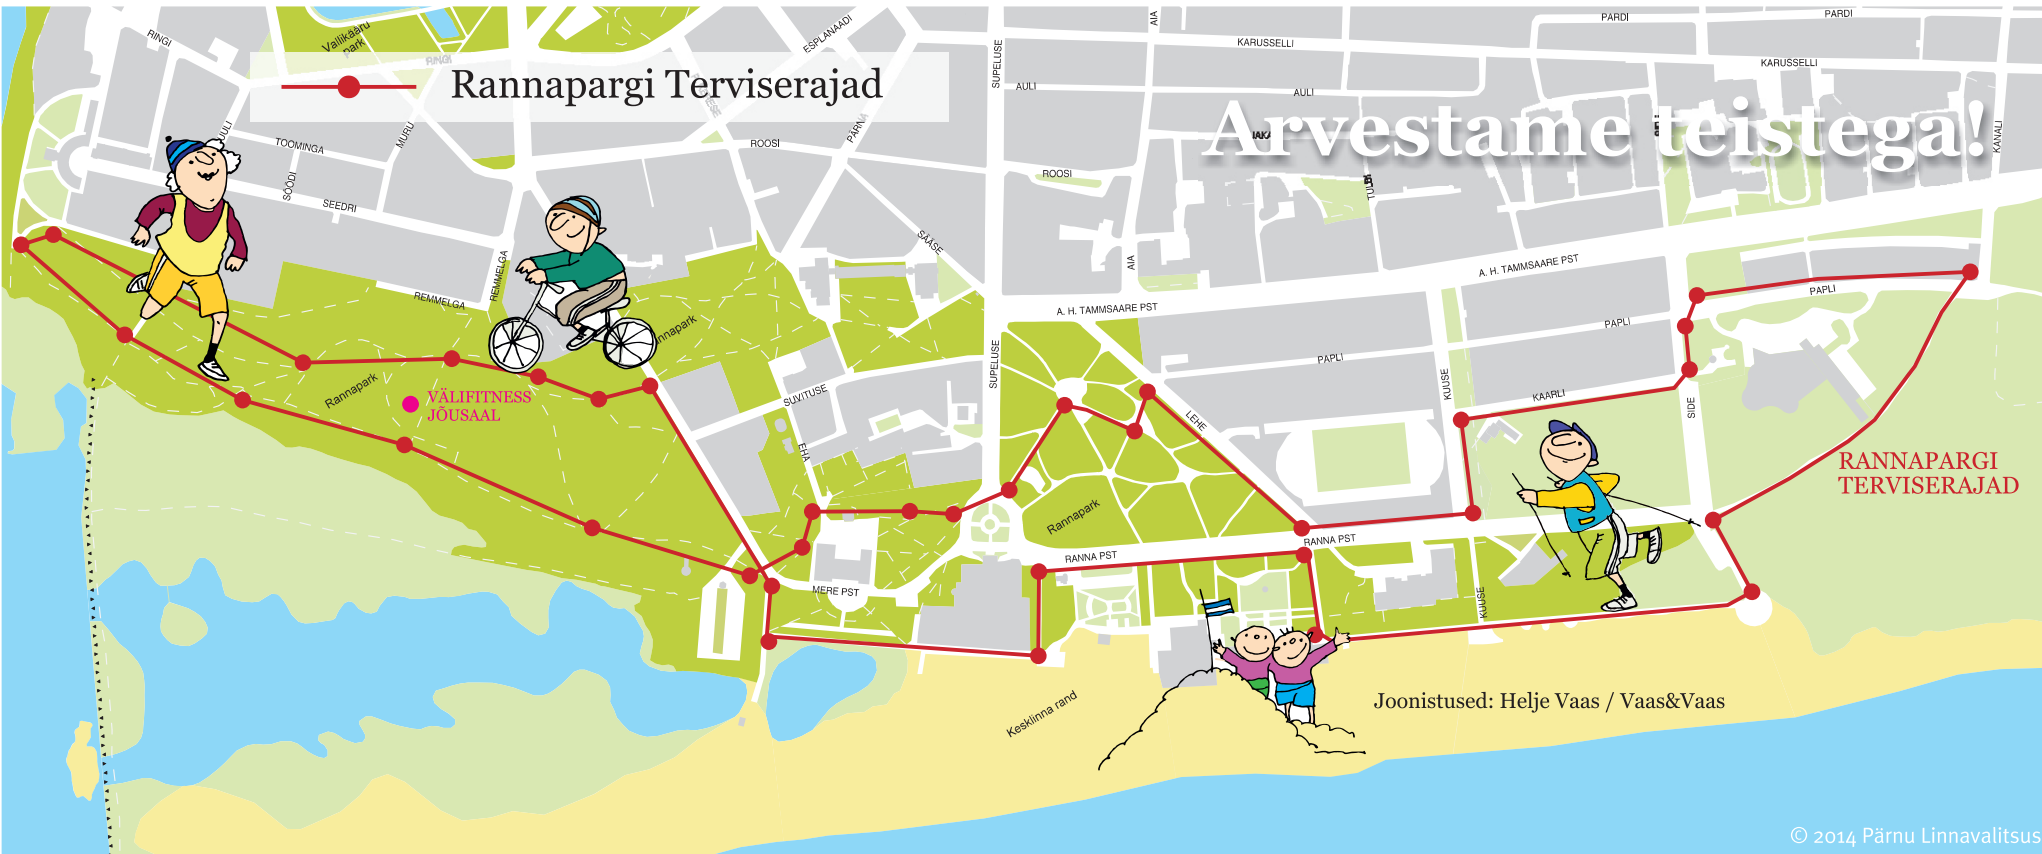 RINGI
Vallikääru
park
RINGI
ESPLANAADI
SUPELUSE
AIA
KARUSSELLI
PARDI
PARDI
KARUSSELLI
Rannapargi Terviserajad
AULI
AULI
Arvestame teistega!
KANALI
TOOMINGA
MURU
PÄRNA
ROOSI
ROOSI
SÖÖDI
SEEDRI
SÄÄSE
AIA
REMMELGA
REMMELGA
A. H. TAMMSAARE PST
A. H. TAMMSAARE PST
PAPLI
PAPLI
PAPLI
SUPELUSE
Rannapark
VÄLIFITNESS
JÕUSAAL
SUVITUSE
KUUSE
KAARLI
SIDE
LEHE
EHA
RANNAPARGI
TERVISERAJAD
Rannapark
RANNA PST
RANNA PST
MERE PST
KUUSE
Kesklinna rand
Joonistused: Helje Vaas / Vaas&Vaas
© 2014 Pärnu Linnavalitsus